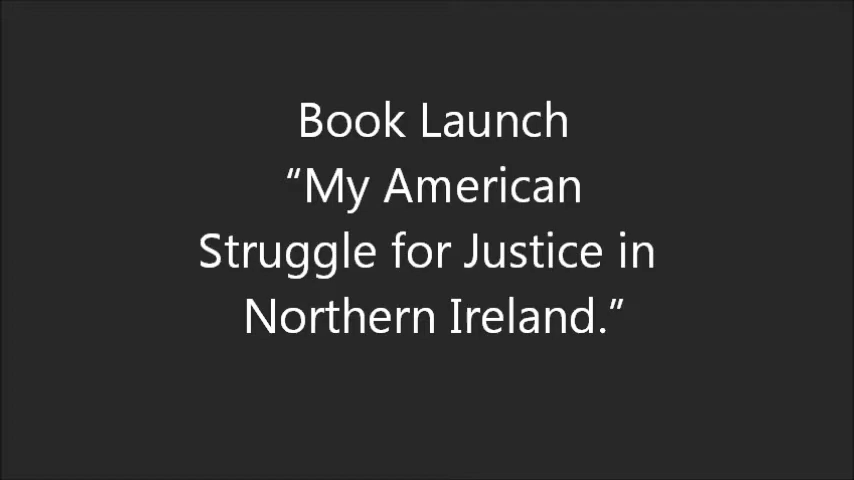 Book Launch
“My American
Struggle for Justice in
Northern Ireland.”